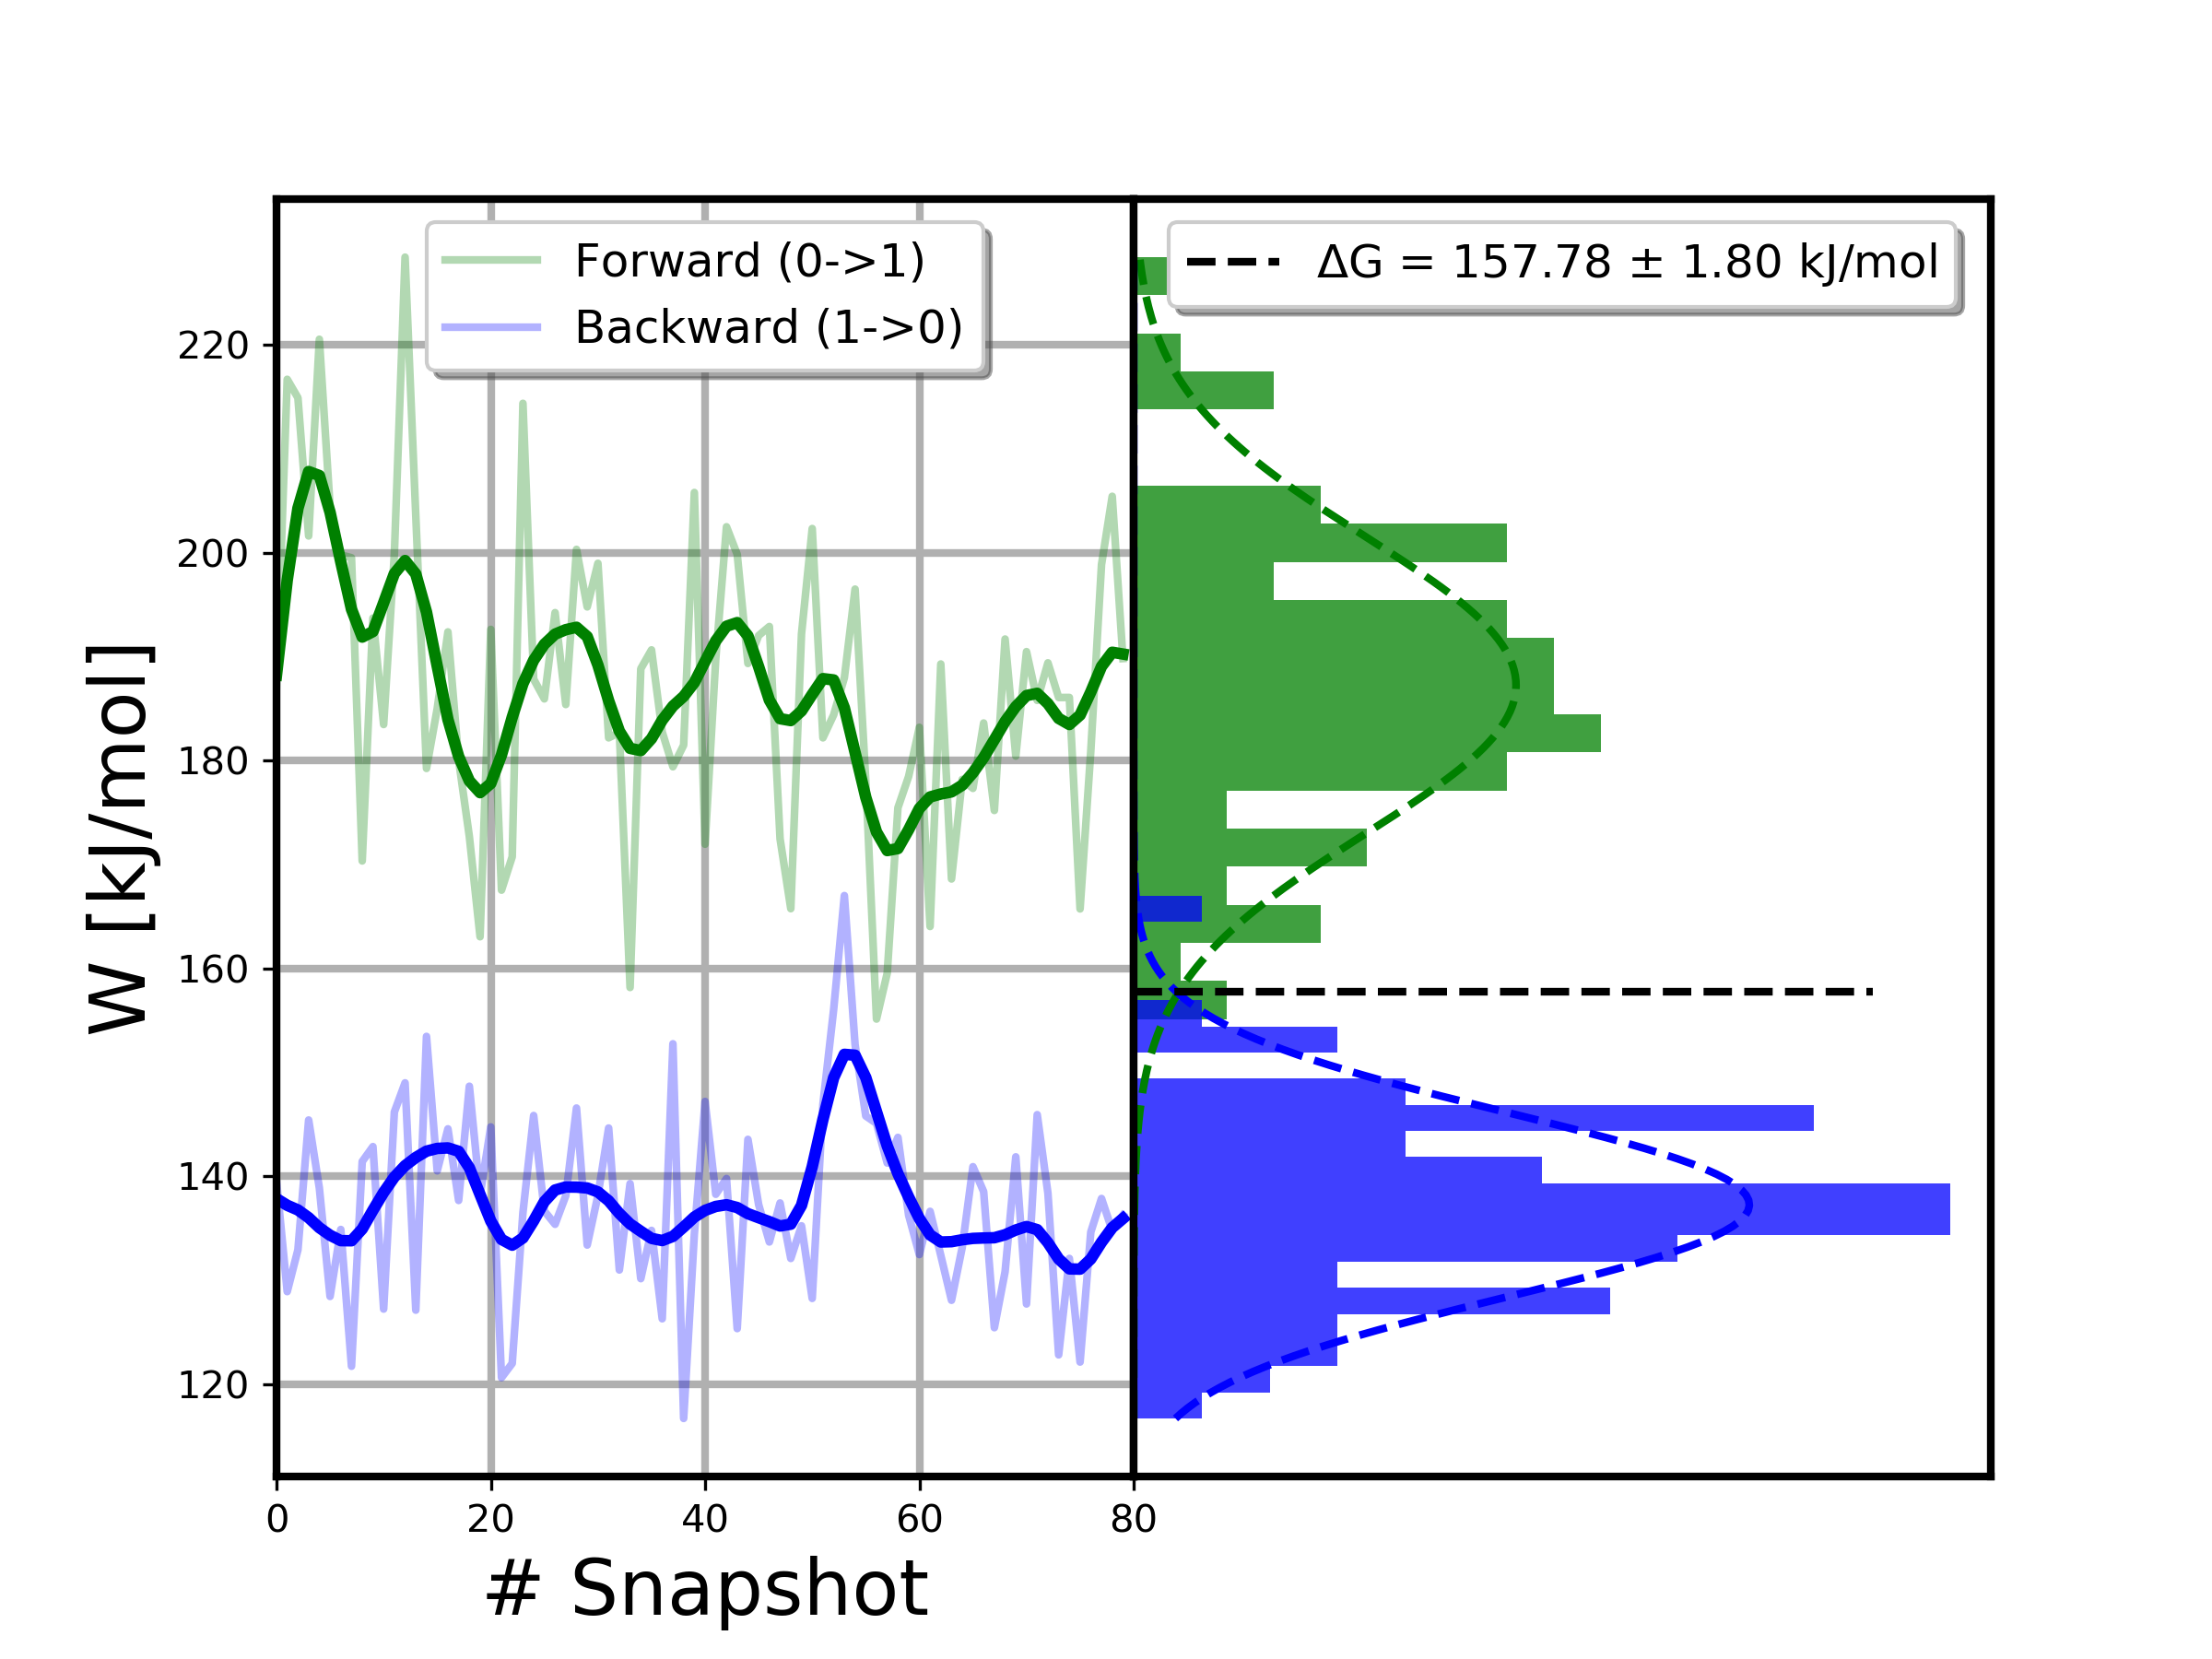 Forward (0->1)
Backward (1->0)
ΔG = 157.78 ± 1.80 kJ/mol
W [kJ/mol]
220
200
180
160
140
120
0 20 40 60 80
# Snapshot